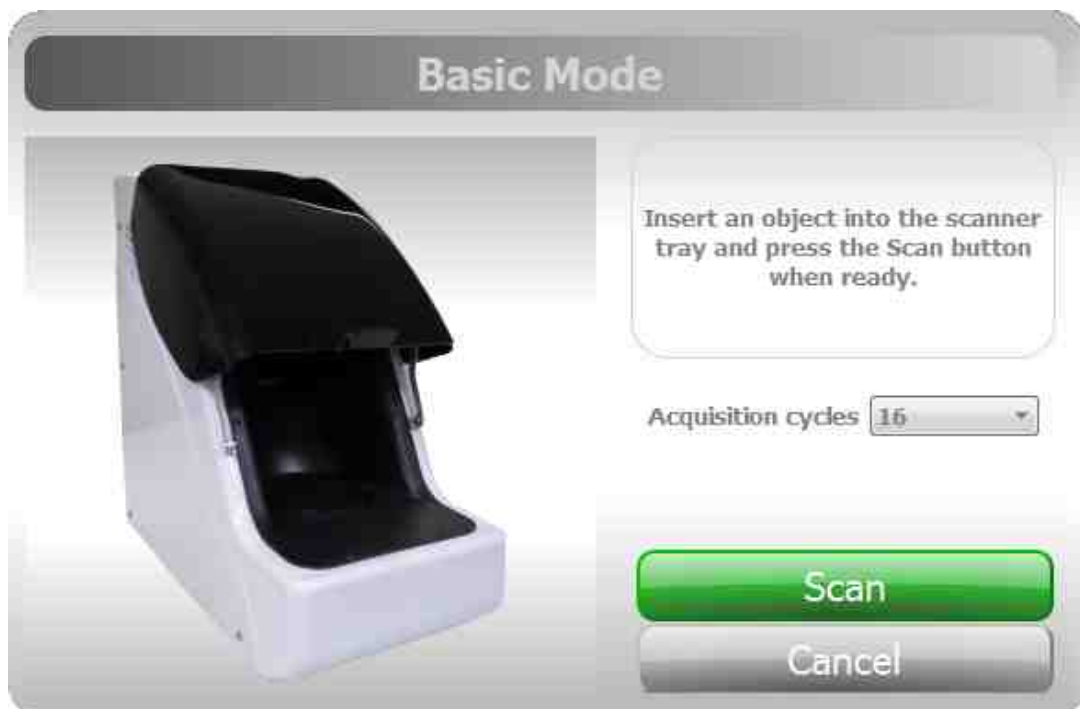 Basic Mode
Insert an object into the scanner
tray and press the Scan button
when ready.
Acquisition cycles 16
Scan
Cancel